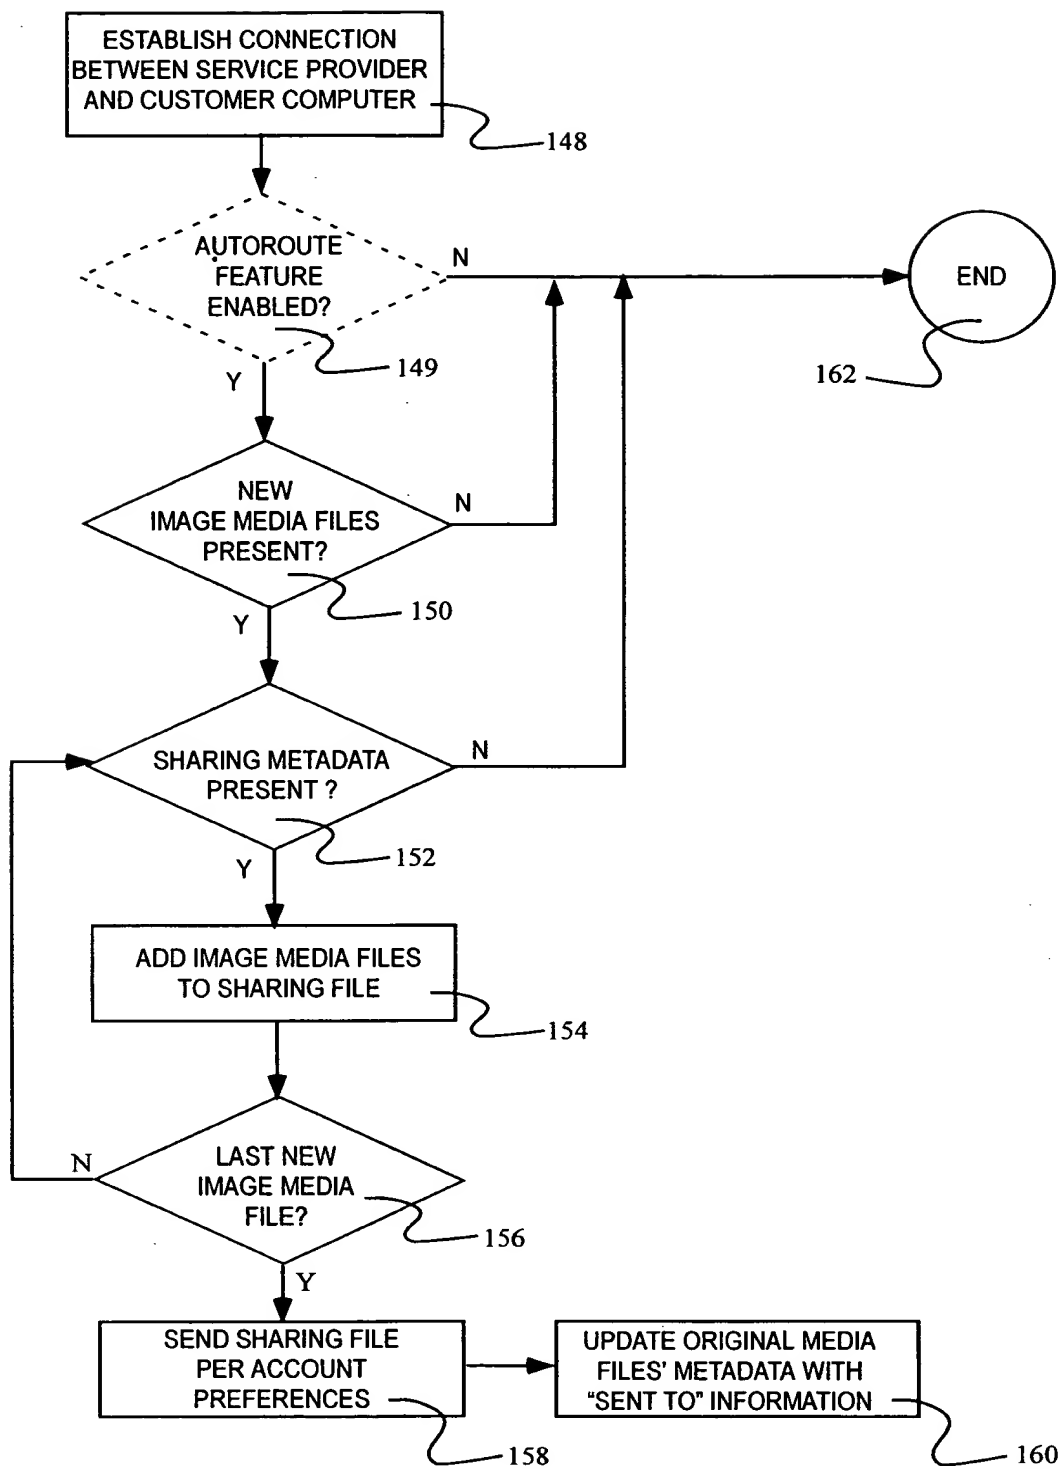 ESTABLISH CONNECTION
BETWEEN SERVICE PROVIDER
AND CUSTOMER COMPUTER
148
AUTOROUTE
FEATURE
ENABLED?
N
END
149
162
Y
NEW
IMAGE MEDIA FILES
PRESENT?
N
150
Y
SHARING METADATA
PRESENT ?
N
152
Y
ADD IMAGE MEDIA FILES
TO SHARING FILE
154
LAST NEW
IMAGE MEDIA
FILE?
N
156
Y
SEND SHARING FILE
PER ACCOUNT
PREFERENCES
158
UPDATE ORIGINAL MEDIA
FILES' METADATA WITH
“SENT TO” INFORMATION
160